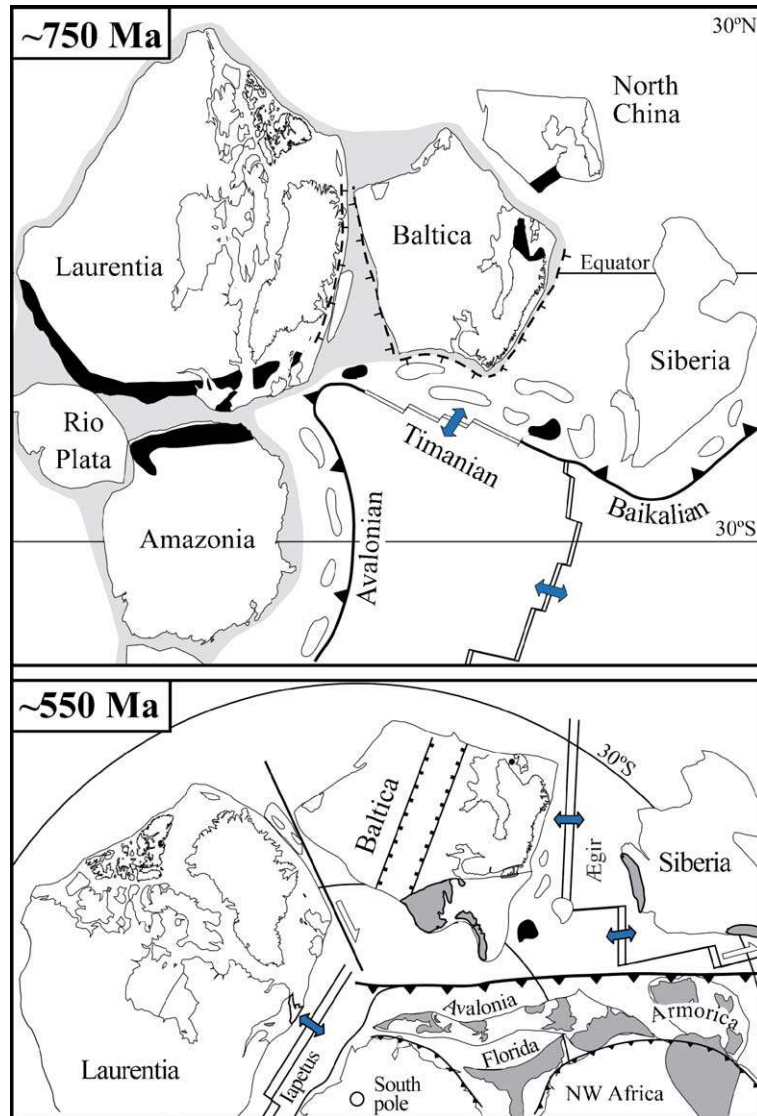 ~750 Ma
30ºN
North
China
Laurentia
Baltica
Equator
Siberia
Rio
Plata
Timanian
Baikalian
Amazonia
Avalonian
30ºS
~550 Ma
30ºS
Baltica
Ægir
Siberia
Avalonia
Armorica
Florida
Laurentia
Iapetus
South
pole
NW Africa